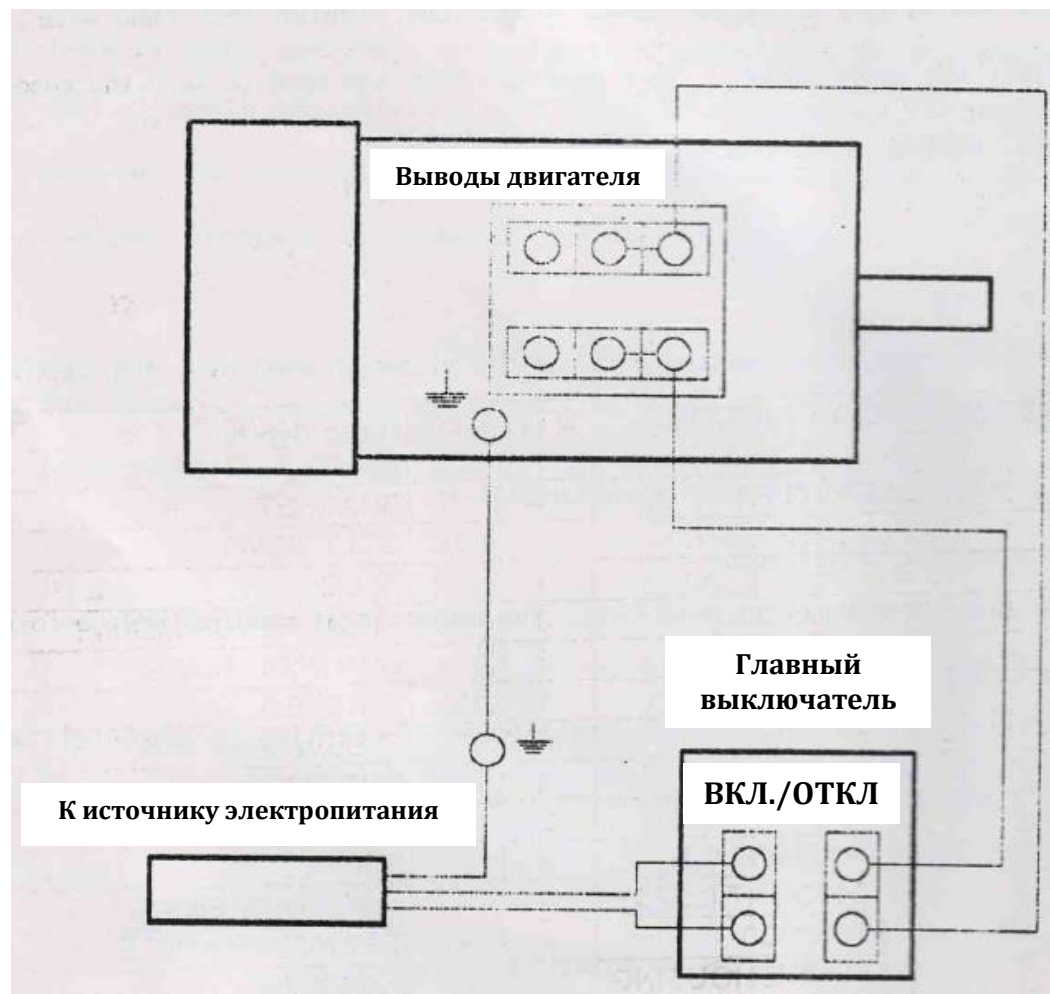 Выводы двигателя
Главный
выключатель
ВКЛ./ОТКЛ
К источнику электропитания